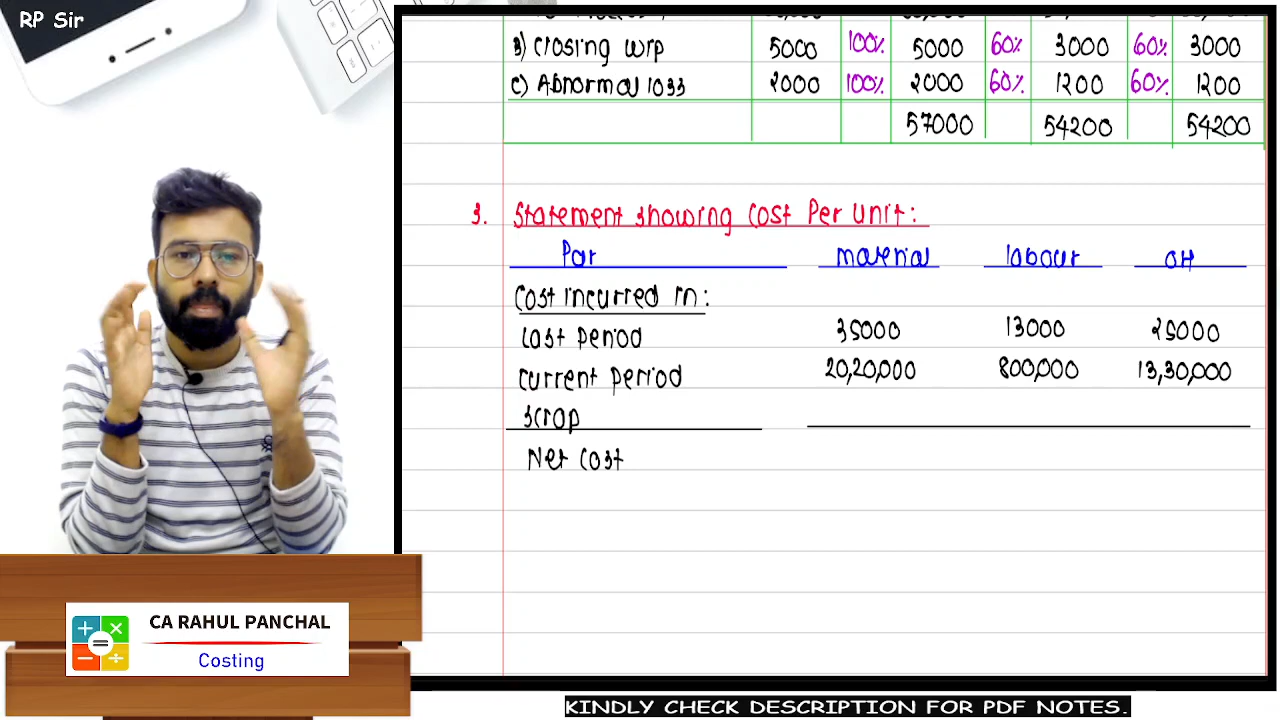 RP Sir
B) Closing WIP 5000 100% 5000 60% 3000 60% 3000
C) Abnormal loss 2000 100% 2000 60% 1200 60% 1200
57000 54200 54200
3. Statement showing Cost Per Unit:
Par material labour OH
Cost incurred in:
Last period 35000 13000 25000
Current period 20,20,000 800,000 13,30,000
Scrap
Net Cost
CA RAHUL PANCHAL
Costing
KINDLY CHECK DESCRIPTION FOR PDF NOTES.